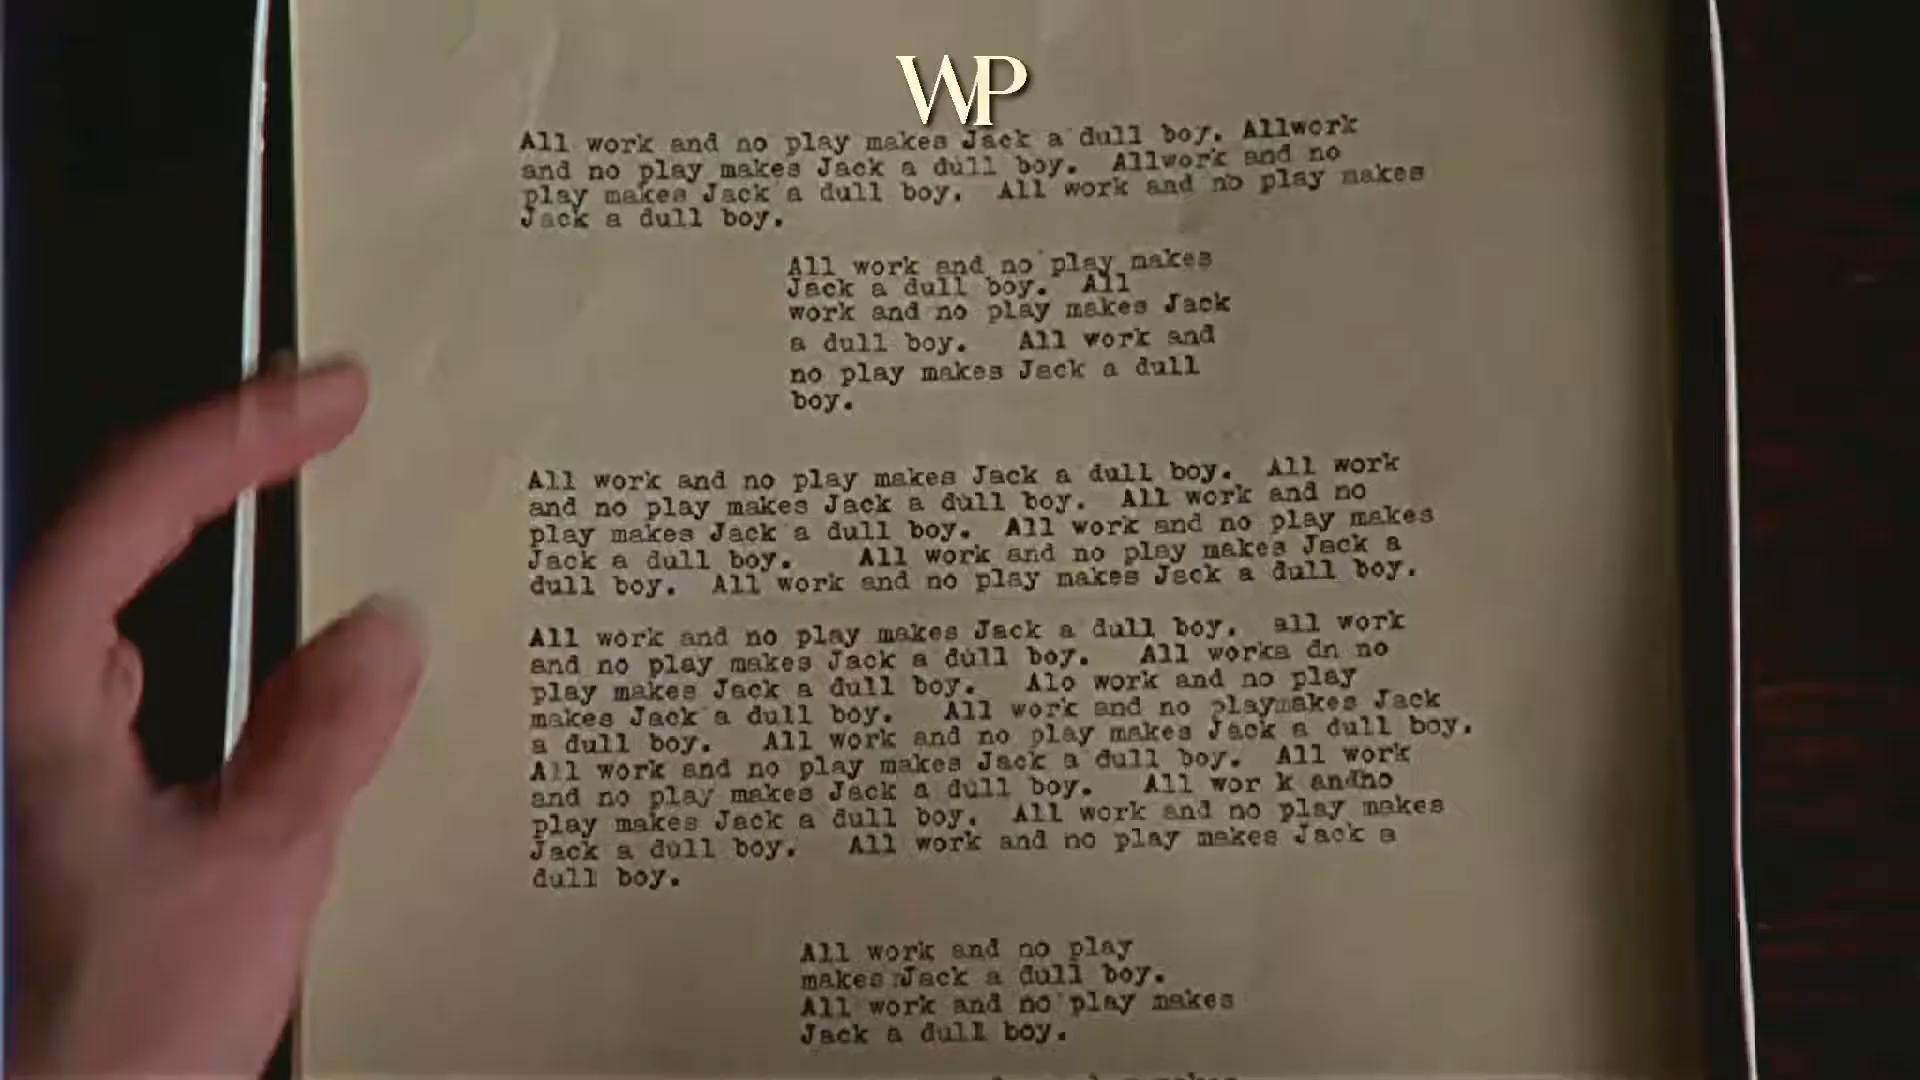 WP
All work and no play makes Jack a dull boy. Allwork
and no play makes Jack a dull boy. Allwork and no
play makes Jack a dull boy. All work and no play makes
Jack a dull boy.
All work and no play makes
Jack a dull boy. All
work and no play makes Jack
a dull boy. All work and
no play makes Jack a dull
boy.
All work and no play makes Jack a dull boy. All work
and no play makes Jack a dull boy. All work and no
play makes Jack a dull boy. All work and no play makes
Jack a dull boy. All work and no play makes Jack a
dull boy. All work and no play makes Jack a dull boy.
All work and no play makes Jack a dull boy. all work
and no play makes Jack a dull boy. All worka dn no
play makes Jack a dull boy. Alo work and no play
makes Jack a dull boy. All work and no playmakes Jack
a dull boy. All work and no play makes Jack a dull boy.
All work and no play makes Jack a dull boy. All work
and no play makes Jack a dull boy. All wor k andno
play makes Jack a dull boy. All work and no play makes
Jack a dull boy. All work and no play makes Jack a
dull boy.
All work and no play
makes Jack a dull boy.
All work and no play makes
Jack a dull boy.